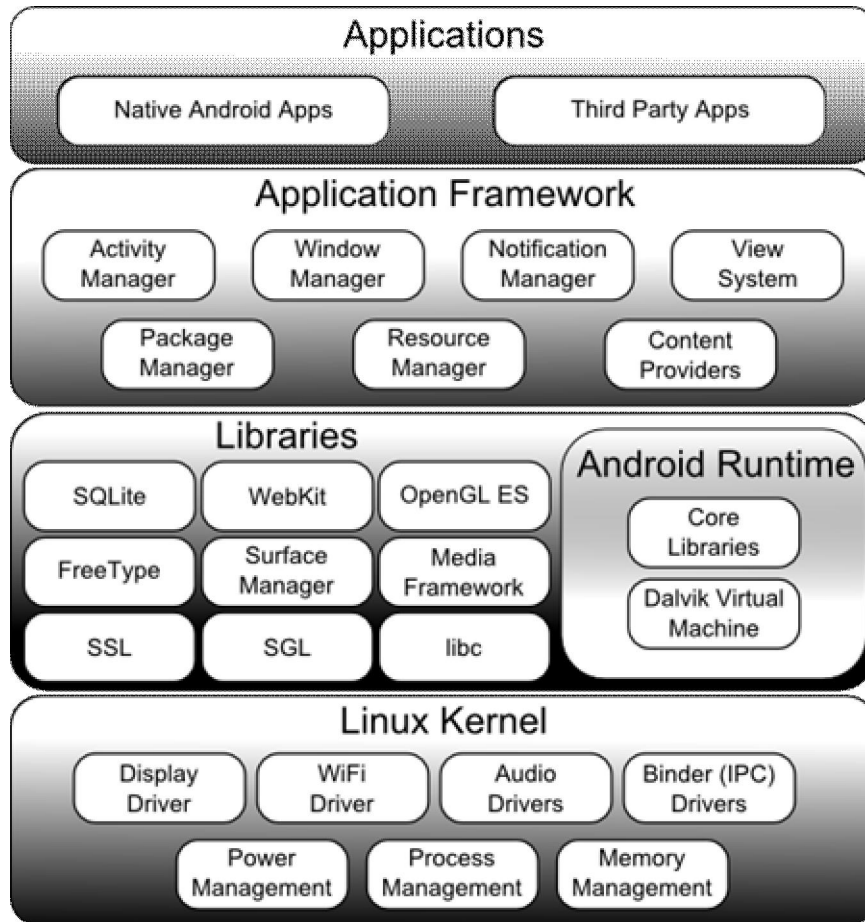 Applications
Native Android Apps
Third Party Apps
Application Framework
Activity
Manager
Window
Manager
Notification
Manager
View
System
Package
Manager
Resource
Manager
Content
Providers
Libraries
SQLite
WebKit
OpenGL ES
FreeType
Surface
Manager
Media
Framework
SSL
SGL
libc
Android Runtime
Core
Libraries
Dalvik Virtual
Machine
Linux Kernel
Display
Driver
WiFi
Driver
Audio
Drivers
Binder (IPC)
Drivers
Power
Management
Process
Management
Memory
Management